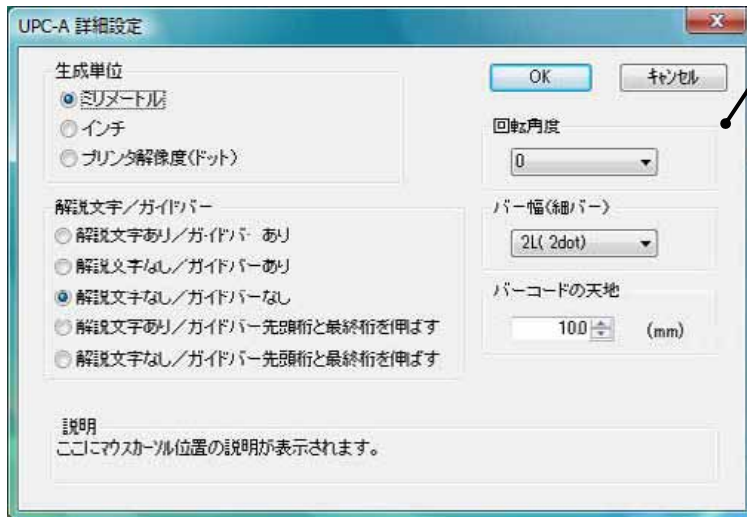 UPC-A 詳細設定
生成単位
ミリメートル
インチ
プリンタ解像度(ドット)
解説文字／ガイドバー
解説文字あり／ガイドバー あり
解説文字なし／ガイドバーあり
解説文字なし／ガイドバーなし
解説文字あり／ガイドバー先頭桁と最終桁を伸ばす
解説文字なし／ガイドバー先頭桁と最終桁を伸ばす
OK
キャンセル
回転角度
0
バー幅(細バー)
2L( 2dot)
バーコードの天地
10.0 (mm)
説明
ここにマウスカーソル位置の説明が表示されます。